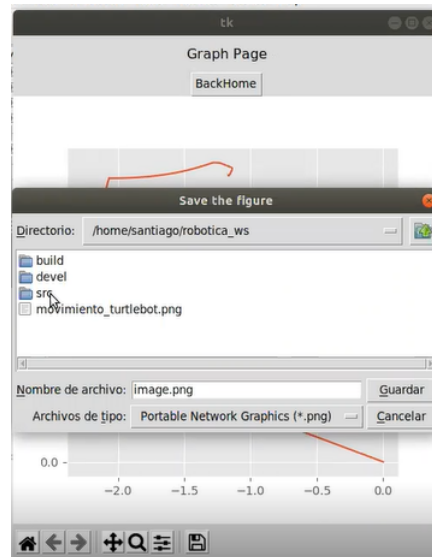 tk
Graph Page
BackHome
Save the figure
Directorio: /home/santiago/robotica_ws
build
devel
src
movimiento_turtlebot.png
Nombre de archivo: image.png Guardar
Archivos de tipo: Portable Network Graphics (*.png) Cancelar
0.0
−2.0 −1.5 −1.0 −0.5 0.0